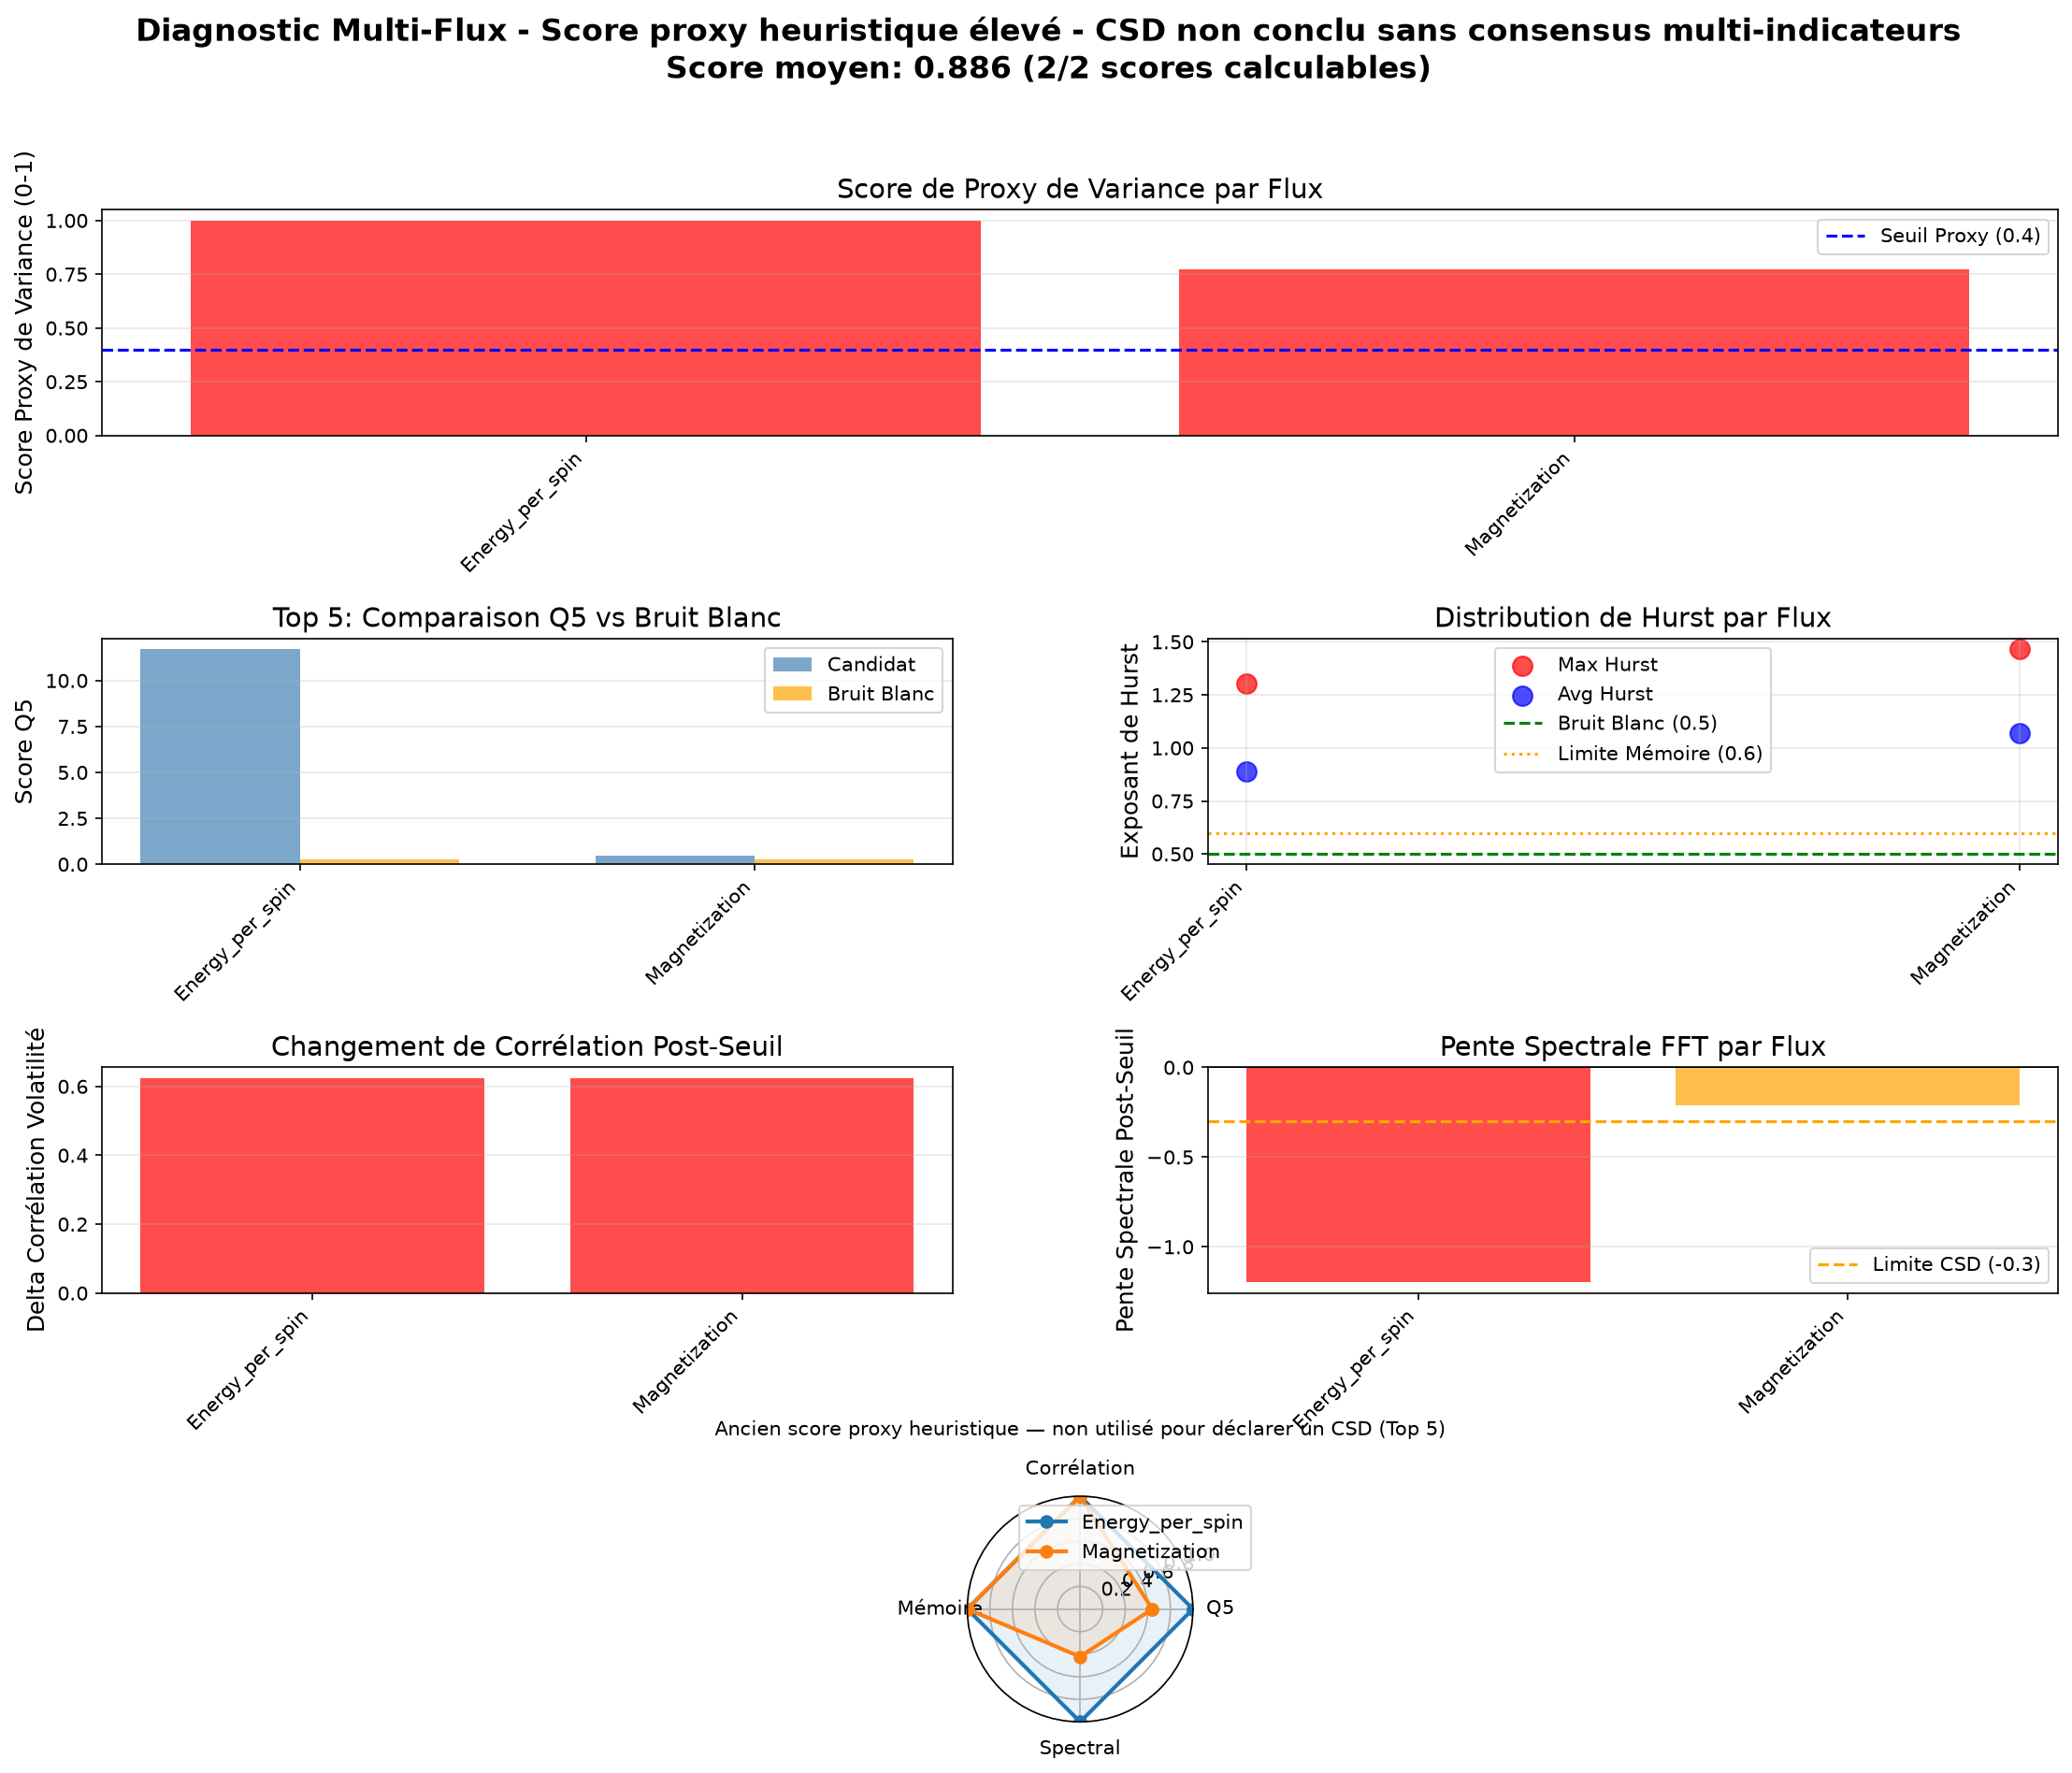 Diagnostic Multi-Flux - Score proxy heuristique élevé - CSD non conclu sans consensus multi-indicateurs
Score moyen: 0.886 (2/2 scores calculables)
Score de Proxy de Variance par Flux
Score Proxy de Variance (0-1)
1.00
0.75
0.50
0.25
0.00
Seuil Proxy (0.4)
Energy_per_spin
Magnetization
Top 5: Comparaison Q5 vs Bruit Blanc
Score Q5
10.0
7.5
5.0
2.5
0.0
Candidat
Bruit Blanc
Energy_per_spin
Magnetization
Distribution de Hurst par Flux
Exposant de Hurst
1.50
1.25
1.00
0.75
0.50
Max Hurst
Avg Hurst
Bruit Blanc (0.5)
Limite Mémoire (0.6)
Energy_per_spin
Magnetization
Changement de Corrélation Post-Seuil
Delta Corrélation Volatilité
0.6
0.4
0.2
0.0
Energy_per_spin
Magnetization
Pente Spectrale FFT par Flux
Pente Spectrale Post-Seuil
0.0
−0.5
−1.0
Limite CSD (-0.3)
Energy_per_spin
Magnetization
Ancien score proxy heuristique — non utilisé pour déclarer un CSD (Top 5)
Corrélation
Energy_per_spin
Magnetization
0.2
Mémoire
Q5
Spectral